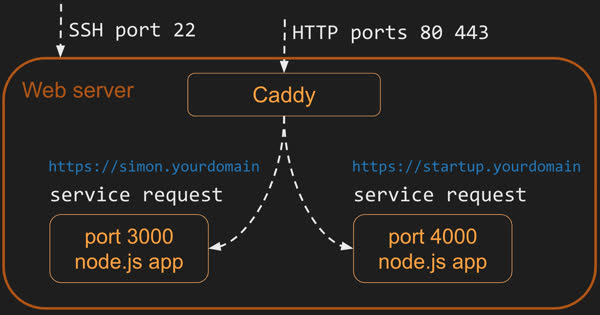 SSH port 22
HTTP ports 80 443
Web server
Caddy
https://simon.yourdomain
service request
port 3000
node.js app
https://startup.yourdomain
service request
port 4000
node.js app